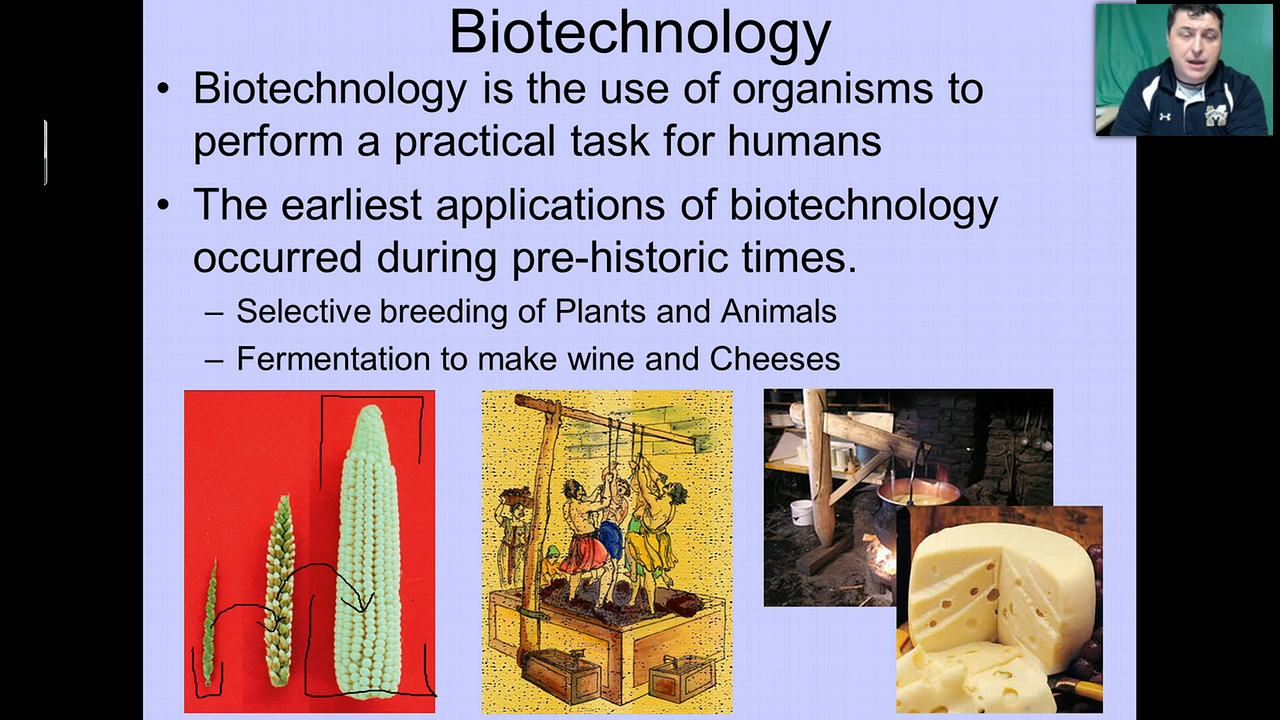 Biotechnology
• Biotechnology is the use of organisms to
perform a practical task for humans
• The earliest applications of biotechnology
occurred during pre-historic times.
– Selective breeding of Plants and Animals
– Fermentation to make wine and Cheeses